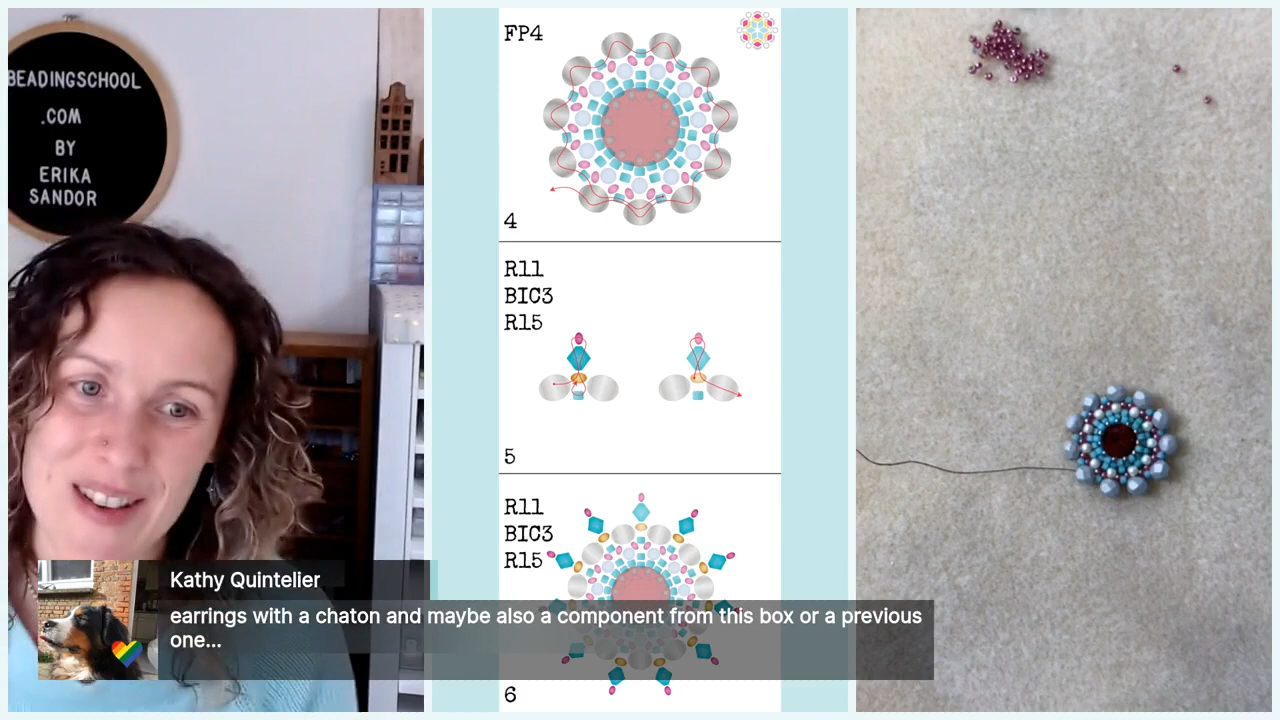 BEADINGSCHOOL
.COM
BY
ERIKA
SANDOR
FP4
4
R11
BIC3
R15
5
R11
BIC3
R15
6
Kathy Quintelier
earrings with a chaton and maybe also a component from this box or a previous
one...